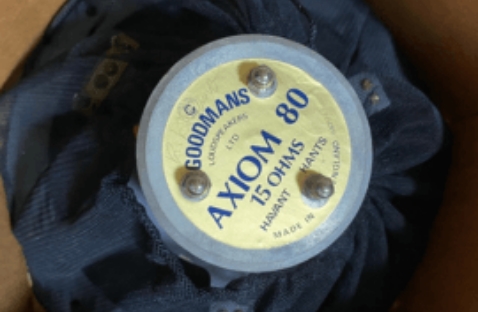 ©
GOODMANS
LOUDSPEAKERS
LTD
AXIOM 80
15 OHMS
HAVANT HANTS
MADE IN ENGLAND